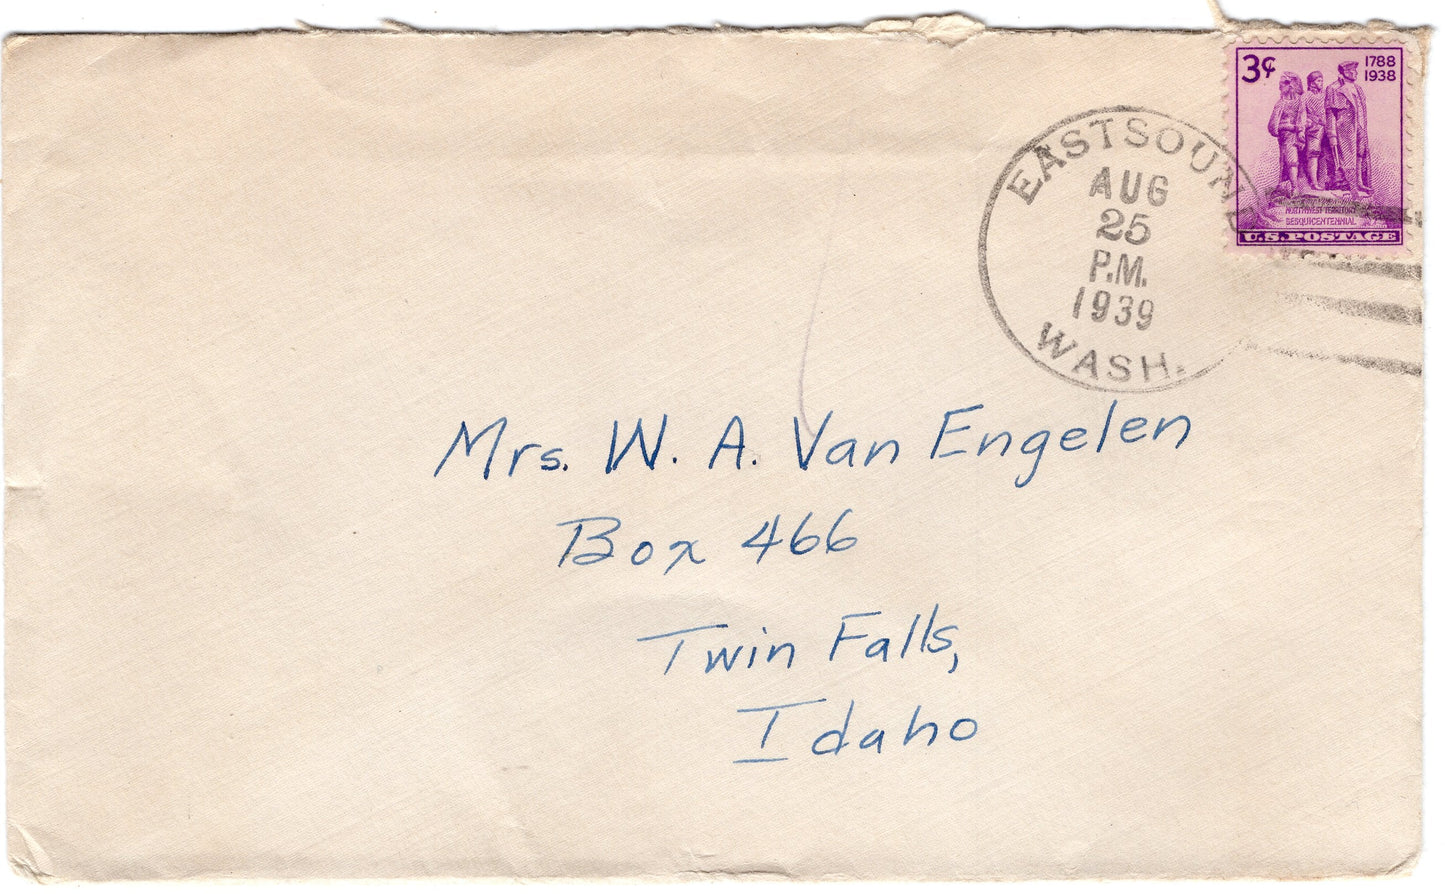 3¢
1788
1938
NORTHWEST TERRITORY
SESQUICENTENNIAL
U.S. POSTAGE
EASTSOUND
AUG
25
P.M.
1939
WASH.
Mrs. W. A. Van Engelen
Box 466
Twin Falls,
Idaho